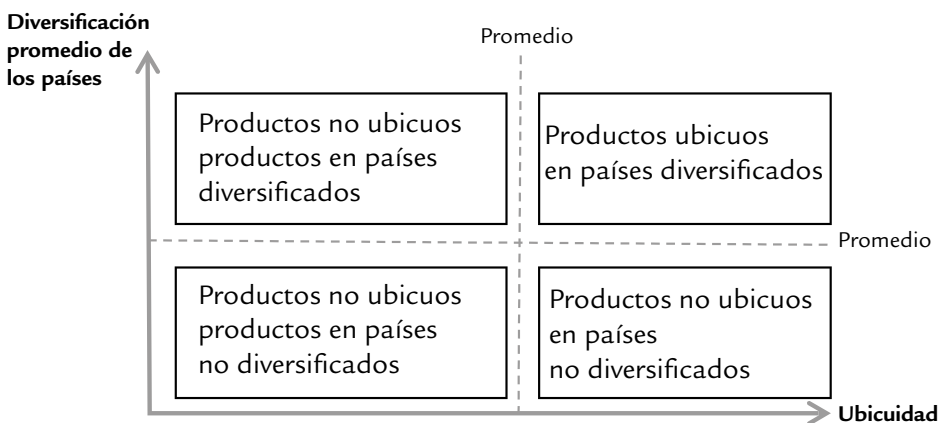 Diversificación
promedio de
los países
Promedio
Productos no ubicuos
productos en países
diversificados
Productos ubicuos
en países diversificados
Promedio
Productos no ubicuos
productos en países
no diversificados
Productos no ubicuos
en países
no diversificados
Ubicuidad